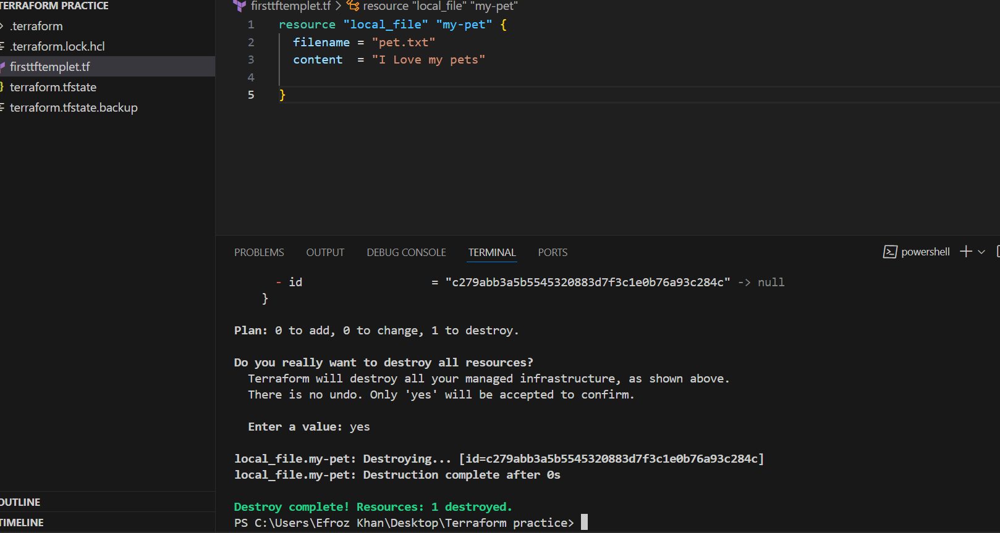 TERRAFORM PRACTICE
.terraform
.terraform.lock.hcl
firsttftemplet.tf
terraform.tfstate
terraform.tfstate.backup
OUTLINE
TIMELINE
firsttftemplet.tf > resource "local_file" "my-pet"
1 resource "local_file" "my-pet" {
2 filename = "pet.txt"
3 content = "I Love my pets"
4
5 }
PROBLEMS OUTPUT DEBUG CONSOLE TERMINAL PORTS powershell
- id = "c279abb3a5b5545320883d7f3c1e0b76a93c284c" -> null
}
Plan: 0 to add, 0 to change, 1 to destroy.
Do you really want to destroy all resources?
Terraform will destroy all your managed infrastructure, as shown above.
There is no undo. Only 'yes' will be accepted to confirm.
Enter a value: yes
local_file.my-pet: Destroying... [id=c279abb3a5b5545320883d7f3c1e0b76a93c284c]
local_file.my-pet: Destruction complete after 0s
Destroy complete! Resources: 1 destroyed.
PS C:\Users\Efroz Khan\Desktop\Terraform practice>